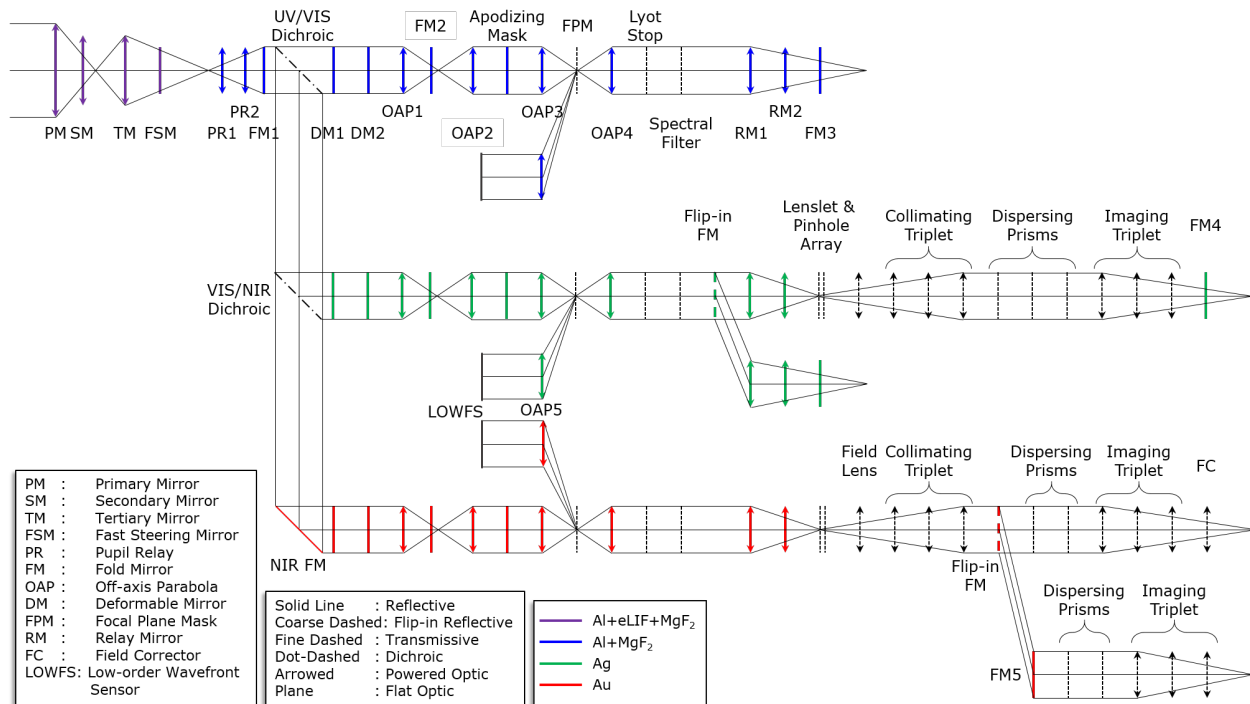 UV/VIS
Dichroic
FM2
Apodizing
Mask
FPM
Lyot
Stop
PM
SM
TM
FSM
PR1
PR2
FM1
DM1
DM2
OAP1
OAP2
OAP3
OAP4
Spectral
Filter
RM1
RM2
FM3
VIS/NIR
Dichroic
Flip-in
FM
Lenslet &
Pinhole
Array
Collimating
Triplet
Dispersing
Prisms
Imaging
Triplet
FM4
LOWFS
OAP5
NIR FM
Field
Lens
Collimating
Triplet
Dispersing
Prisms
Imaging
Triplet
FC
Flip-in
FM
Dispersing
Prisms
Imaging
Triplet
FM5
PM : Primary Mirror
SM : Secondary Mirror
TM : Tertiary Mirror
FSM : Fast Steering Mirror
PR : Pupil Relay
FM : Fold Mirror
OAP : Off-axis Parabola
DM : Deformable Mirror
FPM : Focal Plane Mask
RM : Relay Mirror
FC : Field Corrector
LOWFS: Low-order Wavefront
Sensor
Solid Line : Reflective
Coarse Dashed: Flip-in Reflective
Fine Dashed : Transmissive
Dot-Dashed : Dichroic
Arrowed : Powered Optic
Plane : Flat Optic
Al+eLIF+MgF₂
Al+MgF₂
Ag
Au